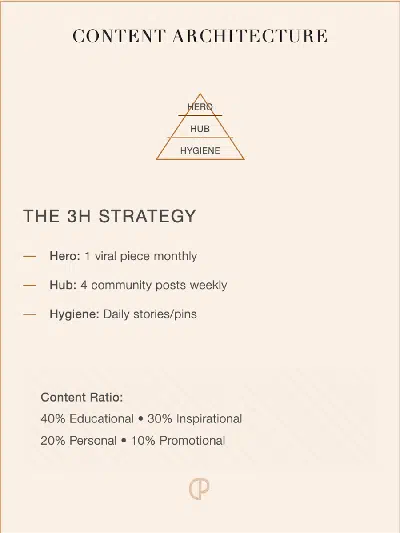 CONTENT ARCHITECTURE
HERO
HUB
HYGIENE
THE 3H STRATEGY
— Hero: 1 viral piece monthly
— Hub: 4 community posts weekly
— Hygiene: Daily stories/pins
Content Ratio:
40% Educational • 30% Inspirational
20% Personal • 10% Promotional